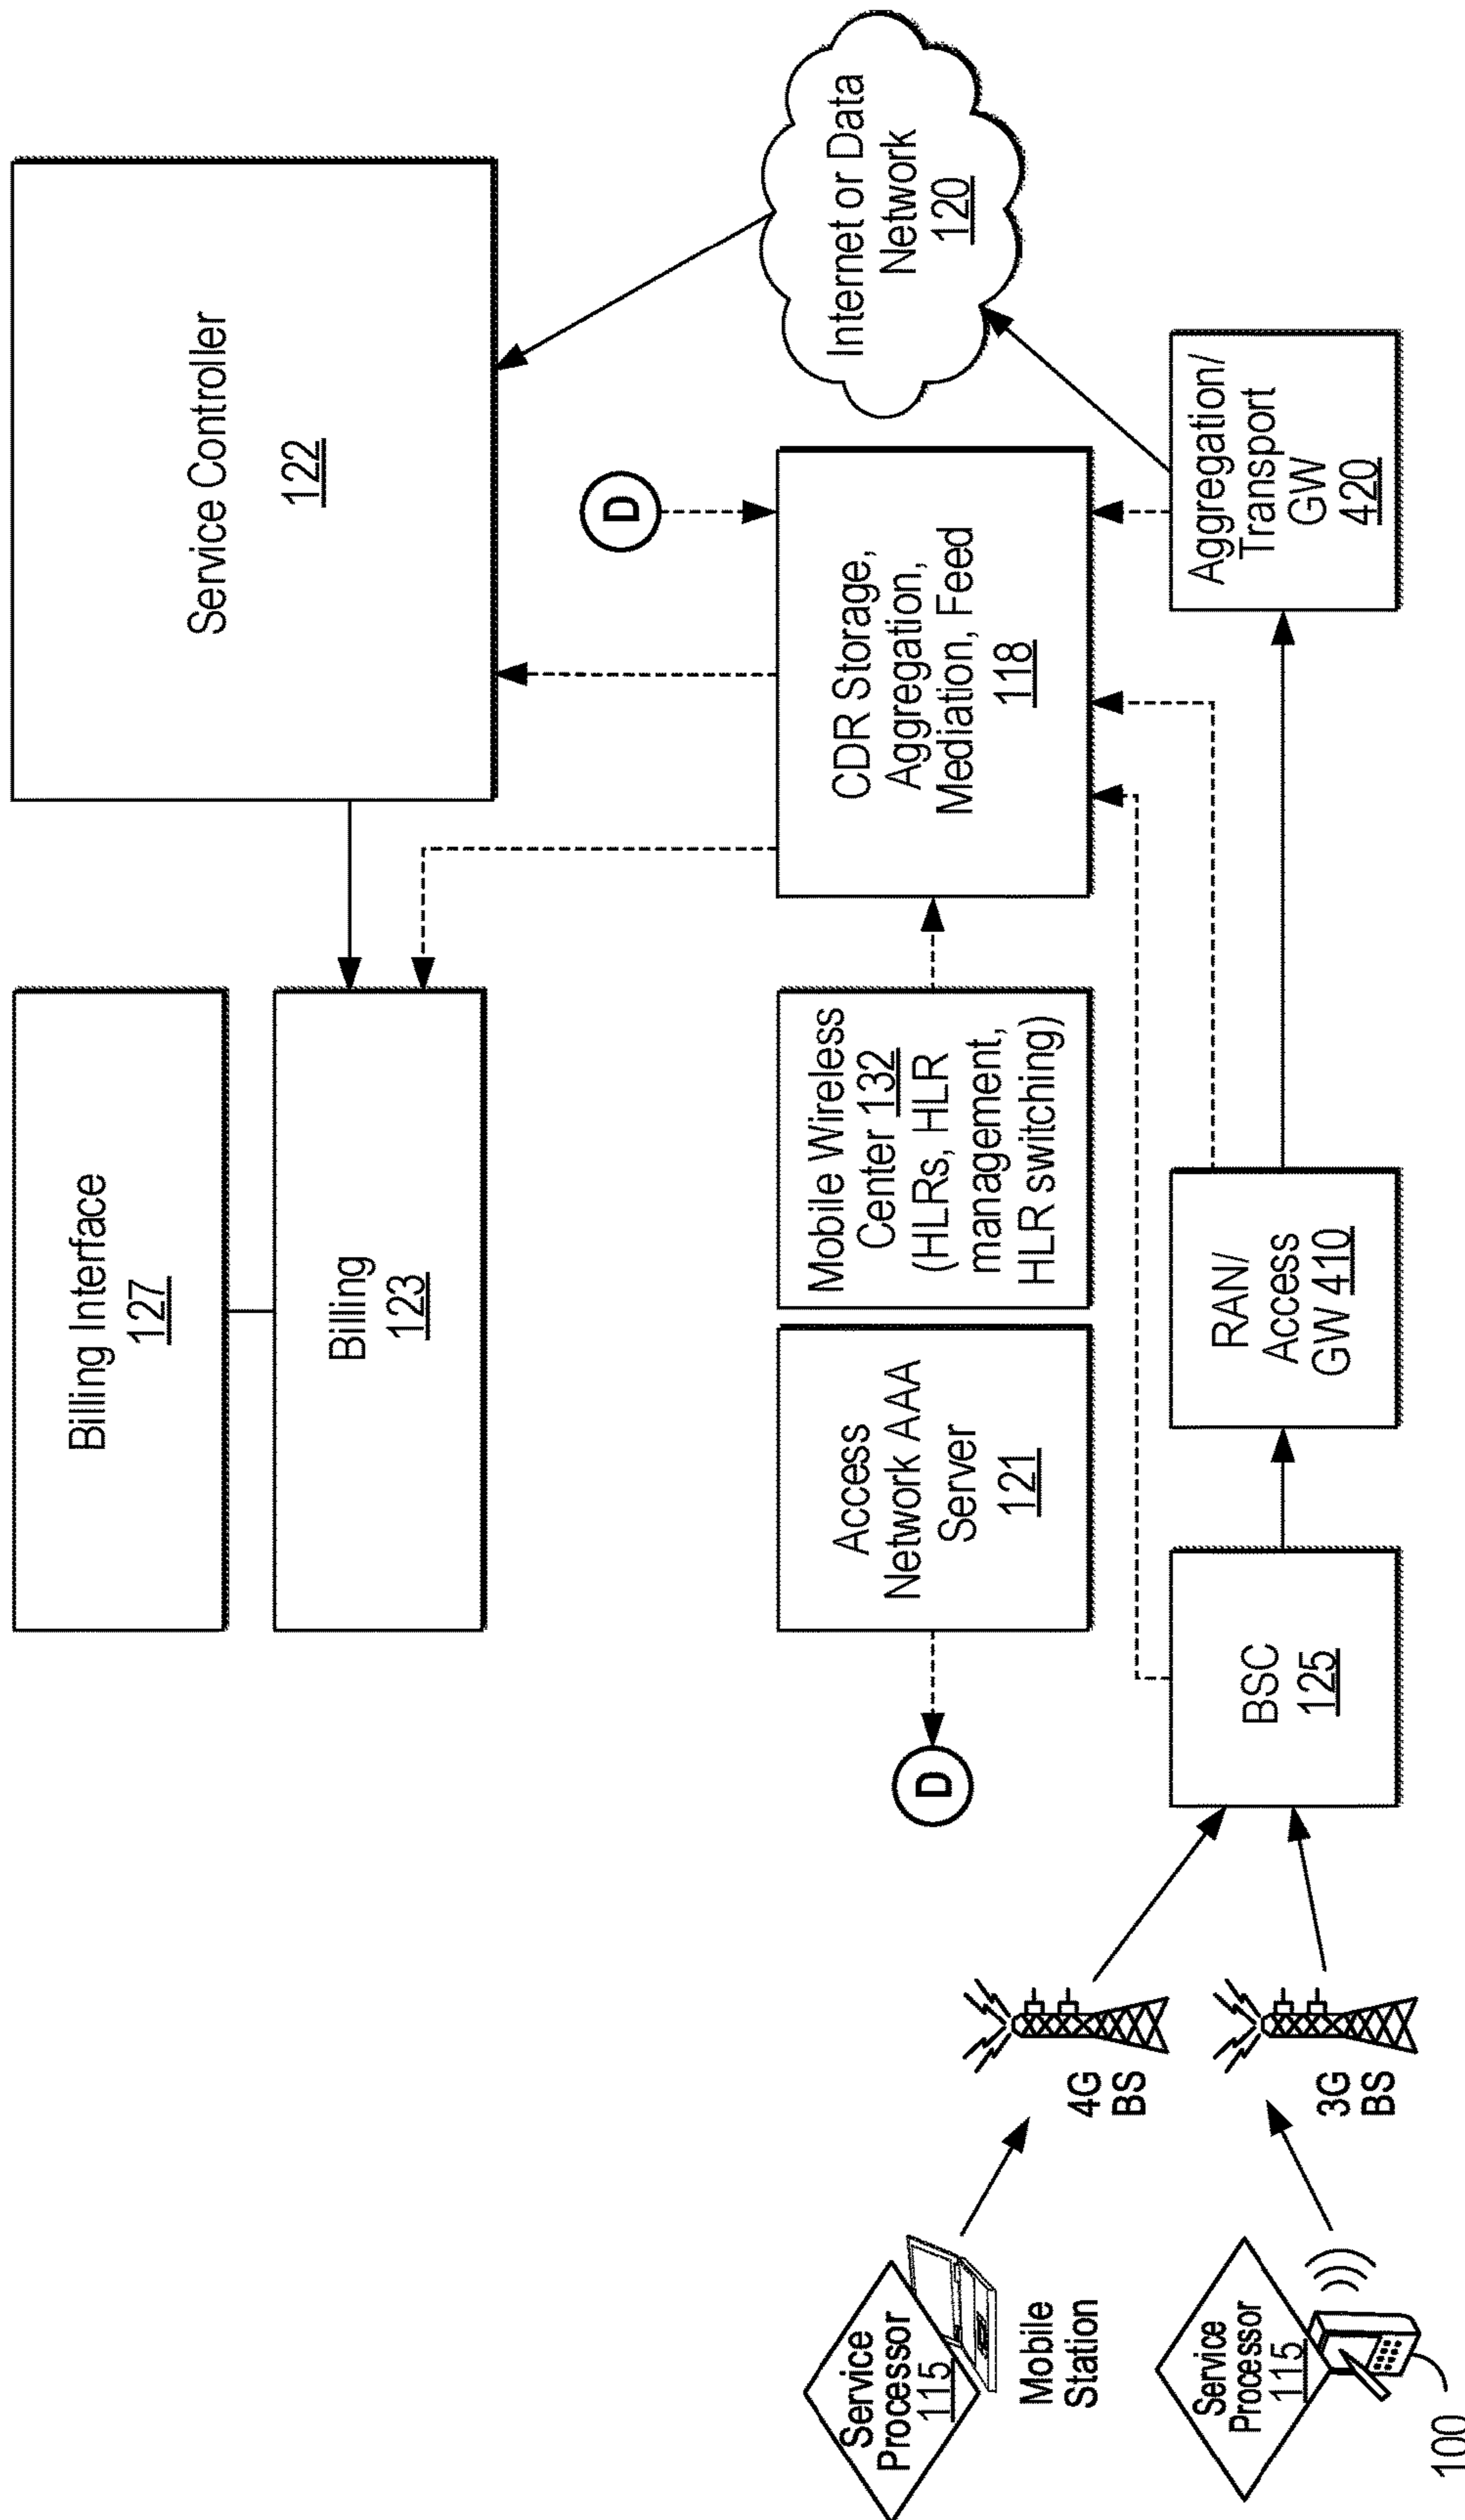 Billing Interface
127
Billing
123
Service Controller
122
Access
Network AAA
Server
121
Mobile Wireless
Center 132
(HLRs, HLR
management,
HLR switching)
CDR Storage,
Aggregation,
Mediation, Feed
118
D
D
Internet or Data
Network
120
Service
Processor
115
Mobile
Station
4G
BS
Service
Processor
115
100
3G
BS
BSC
125
RAN/
Access
GW 410
Aggregation/
Transport
GW
420